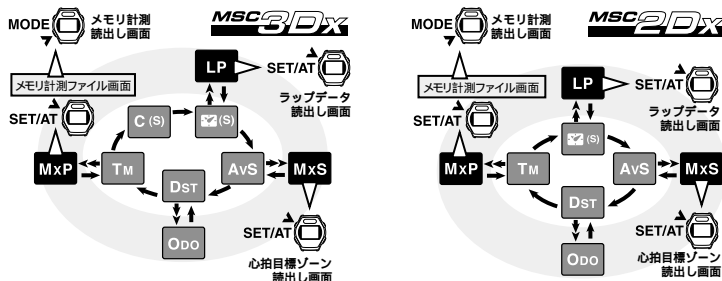 MSC3Dx
MODE
メモリ計測
読出し画面
メモリ計測ファイル画面
SET/AT
LP
SET/AT
ラップデータ
読出し画面
C (S)
(S)
MxP
TM
AVS
MxS
DST
ODO
SET/AT
心拍目標ゾーン
読出し画面
MSC2Dx
MODE
メモリ計測
読出し画面
メモリ計測ファイル画面
SET/AT
LP
SET/AT
ラップデータ
読出し画面
(S)
MxP
TM
AVS
MxS
DST
ODO
SET/AT
心拍目標ゾーン
読出し画面